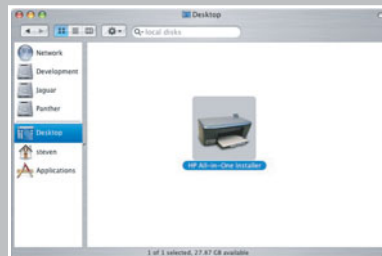 Desktop
local disks
Network
Development
Jaguar
Panther
Desktop
steven
Applications
HP All-in-One Installer
1 of 1 selected, 27.87 GB available